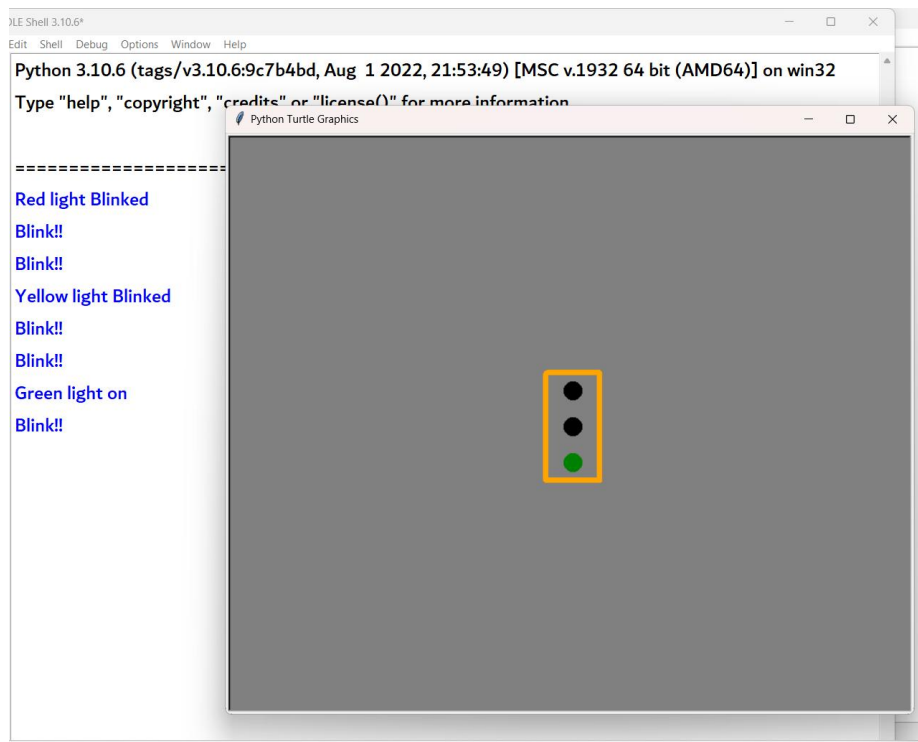 DLE Shell 3.10.6*
Edit Shell Debug Options Window Help
Python 3.10.6 (tags/v3.10.6:9c7b4bd, Aug 1 2022, 21:53:49) [MSC v.1932 64 bit (AMD64)] on win32
Type "help", "copyright", "credits" or "license()" for more information.
Python Turtle Graphics
====================
Red light Blinked
Blink!!
Blink!!
Yellow light Blinked
Blink!!
Blink!!
Green light on
Blink!!